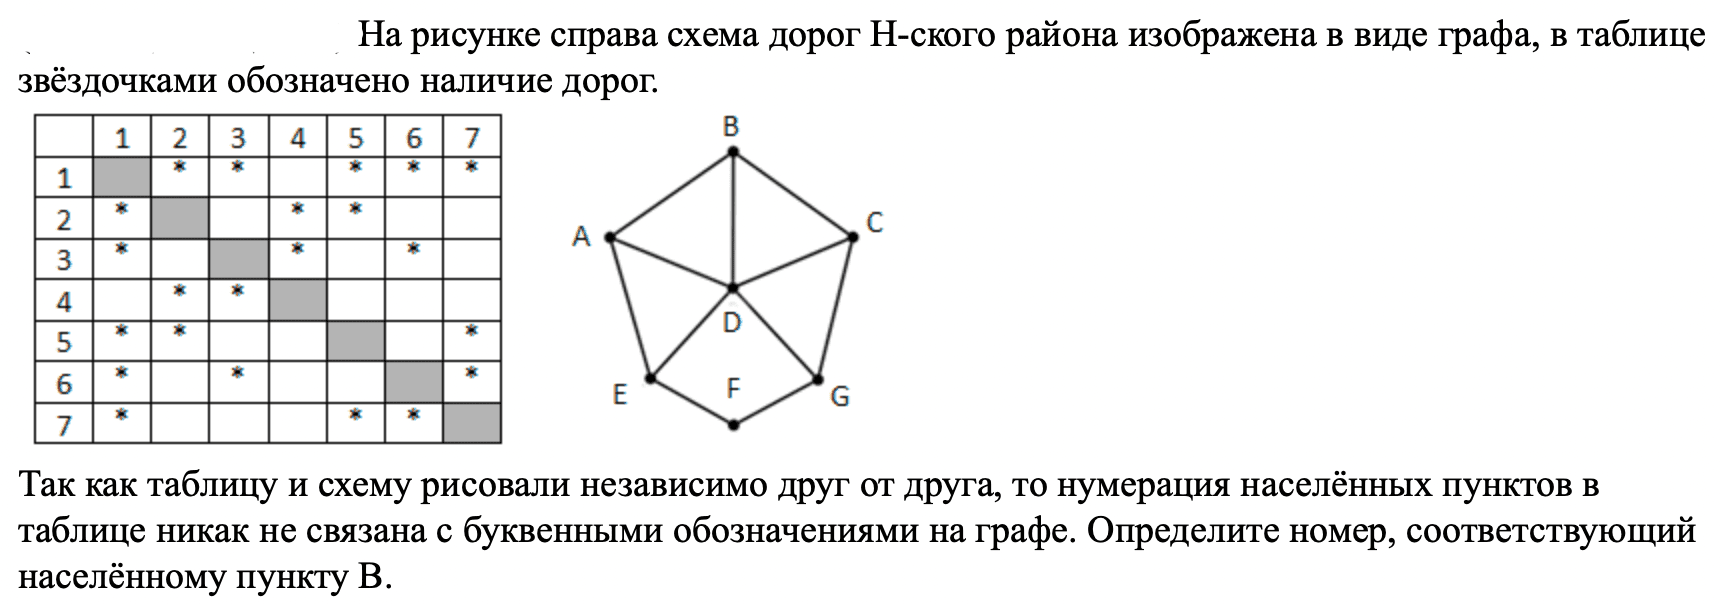 На рисунке справа схема дорог Н-ского района изображена в виде графа, в таблице
звёздочками обозначено наличие дорог.
1 2 3 4 5 6 7
1 * * * * *
2 * * *
3 * * *
4 * *
5 * * *
6 * * *
7 * * *
B
A
C
D
E
F
G
Так как таблицу и схему рисовали независимо друг от друга, то нумерация населённых пунктов в
таблице никак не связана с буквенными обозначениями на графе. Определите номер, соответствующий
населённому пункту В.